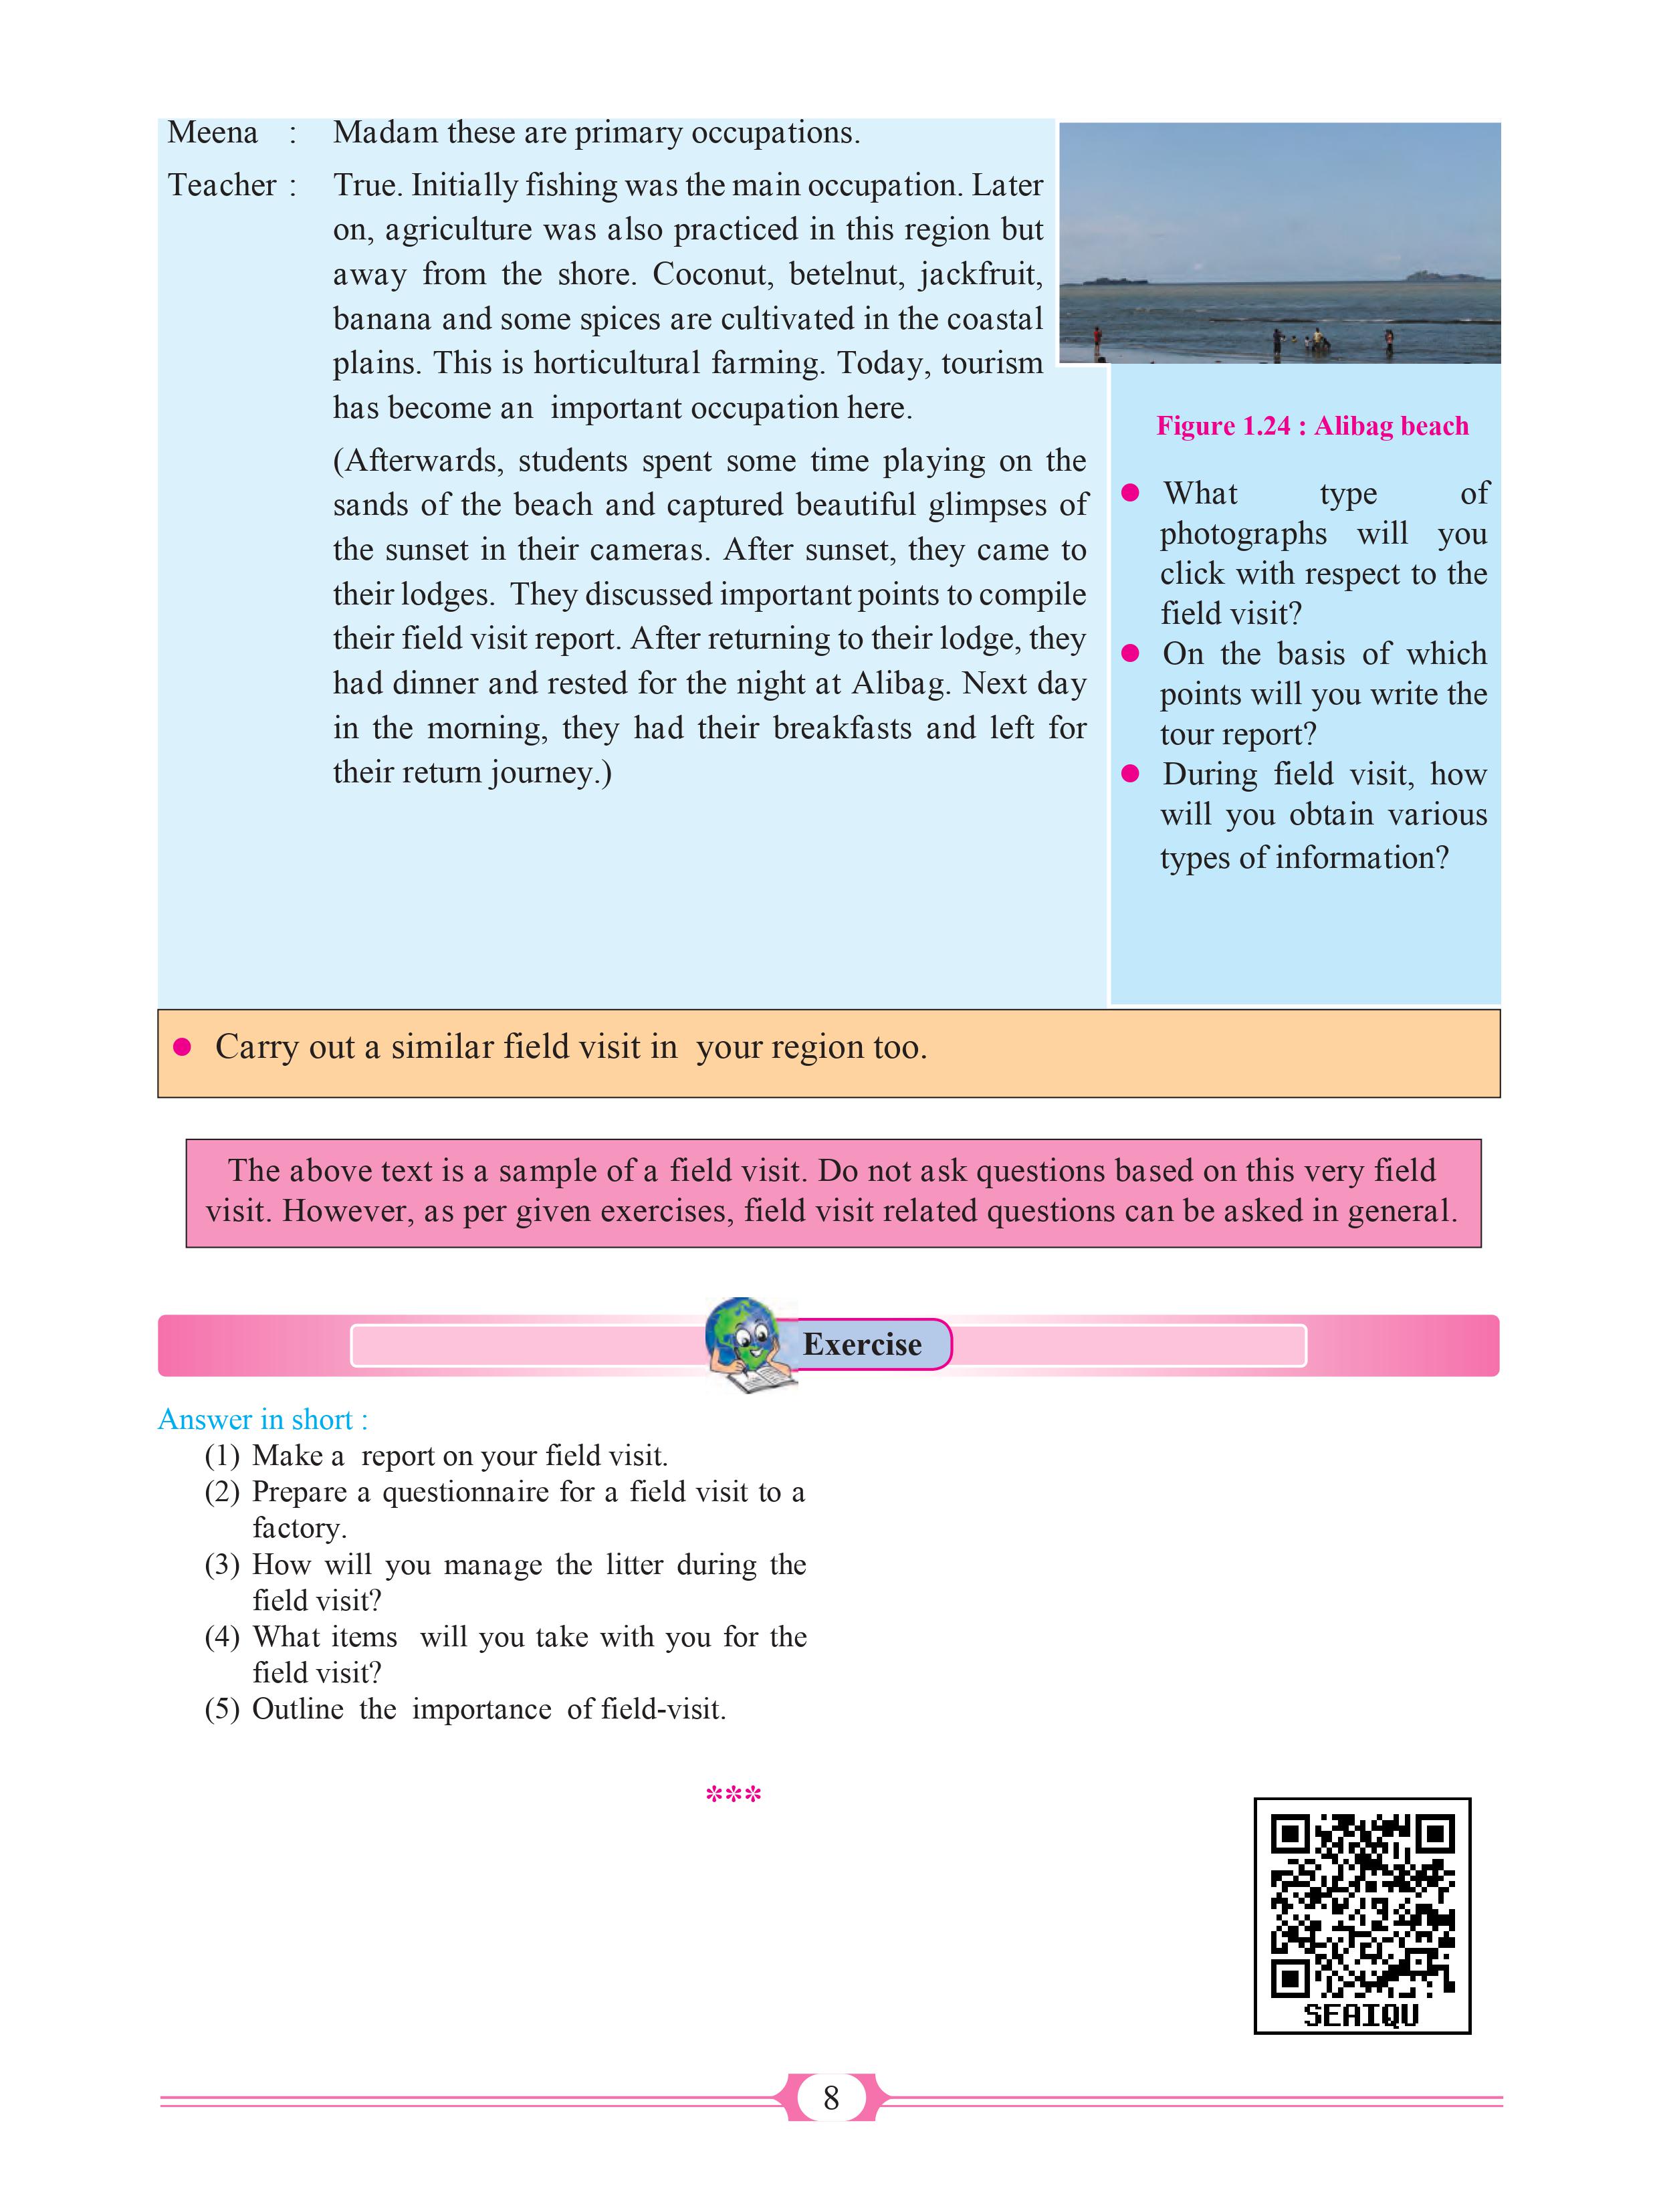 Meena : Madam these are primary occupations.
Teacher : True. Initially fishing was the main occupation. Later
on, agriculture was also practiced in this region but
away from the shore. Coconut, betelnut, jackfruit,
banana and some spices are cultivated in the coastal
plains. This is horticultural farming. Today, tourism
has become an important occupation here.
(Afterwards, students spent some time playing on the
sands of the beach and captured beautiful glimpses of
the sunset in their cameras. After sunset, they came to
their lodges. They discussed important points to compile
their field visit report. After returning to their lodge, they
had dinner and rested for the night at Alibag. Next day
in the morning, they had their breakfasts and left for
their return journey.)
Figure 1.24 : Alibag beach
● What type of
photographs will you
click with respect to the
field visit?
● On the basis of which
points will you write the
tour report?
● During field visit, how
will you obtain various
types of information?
● Carry out a similar field visit in your region too.
The above text is a sample of a field visit. Do not ask questions based on this very field
visit. However, as per given exercises, field visit related questions can be asked in general.
Exercise
Answer in short :
(1) Make a report on your field visit.
(2) Prepare a questionnaire for a field visit to a
factory.
(3) How will you manage the litter during the
field visit?
(4) What items will you take with you for the
field visit?
(5) Outline the importance of field-visit.
***
SEAIQU
8